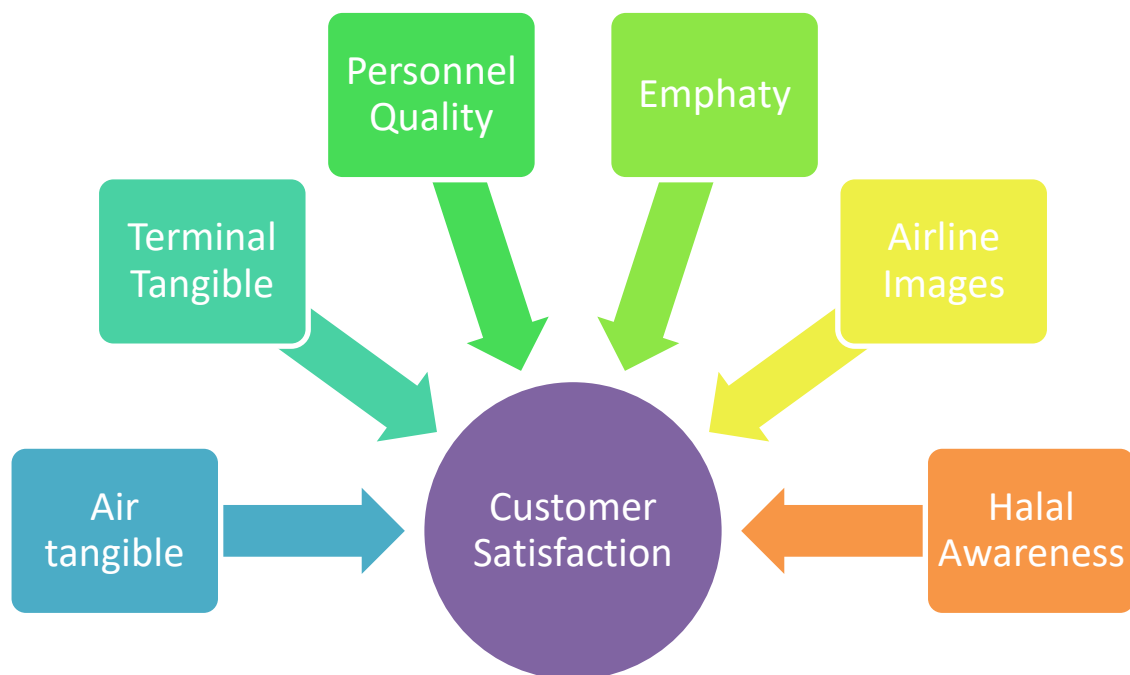 Personnel
Quality
Emphaty
Terminal
Tangible
Airline
Images
Air
tangible
Customer
Satisfaction
Halal
Awareness